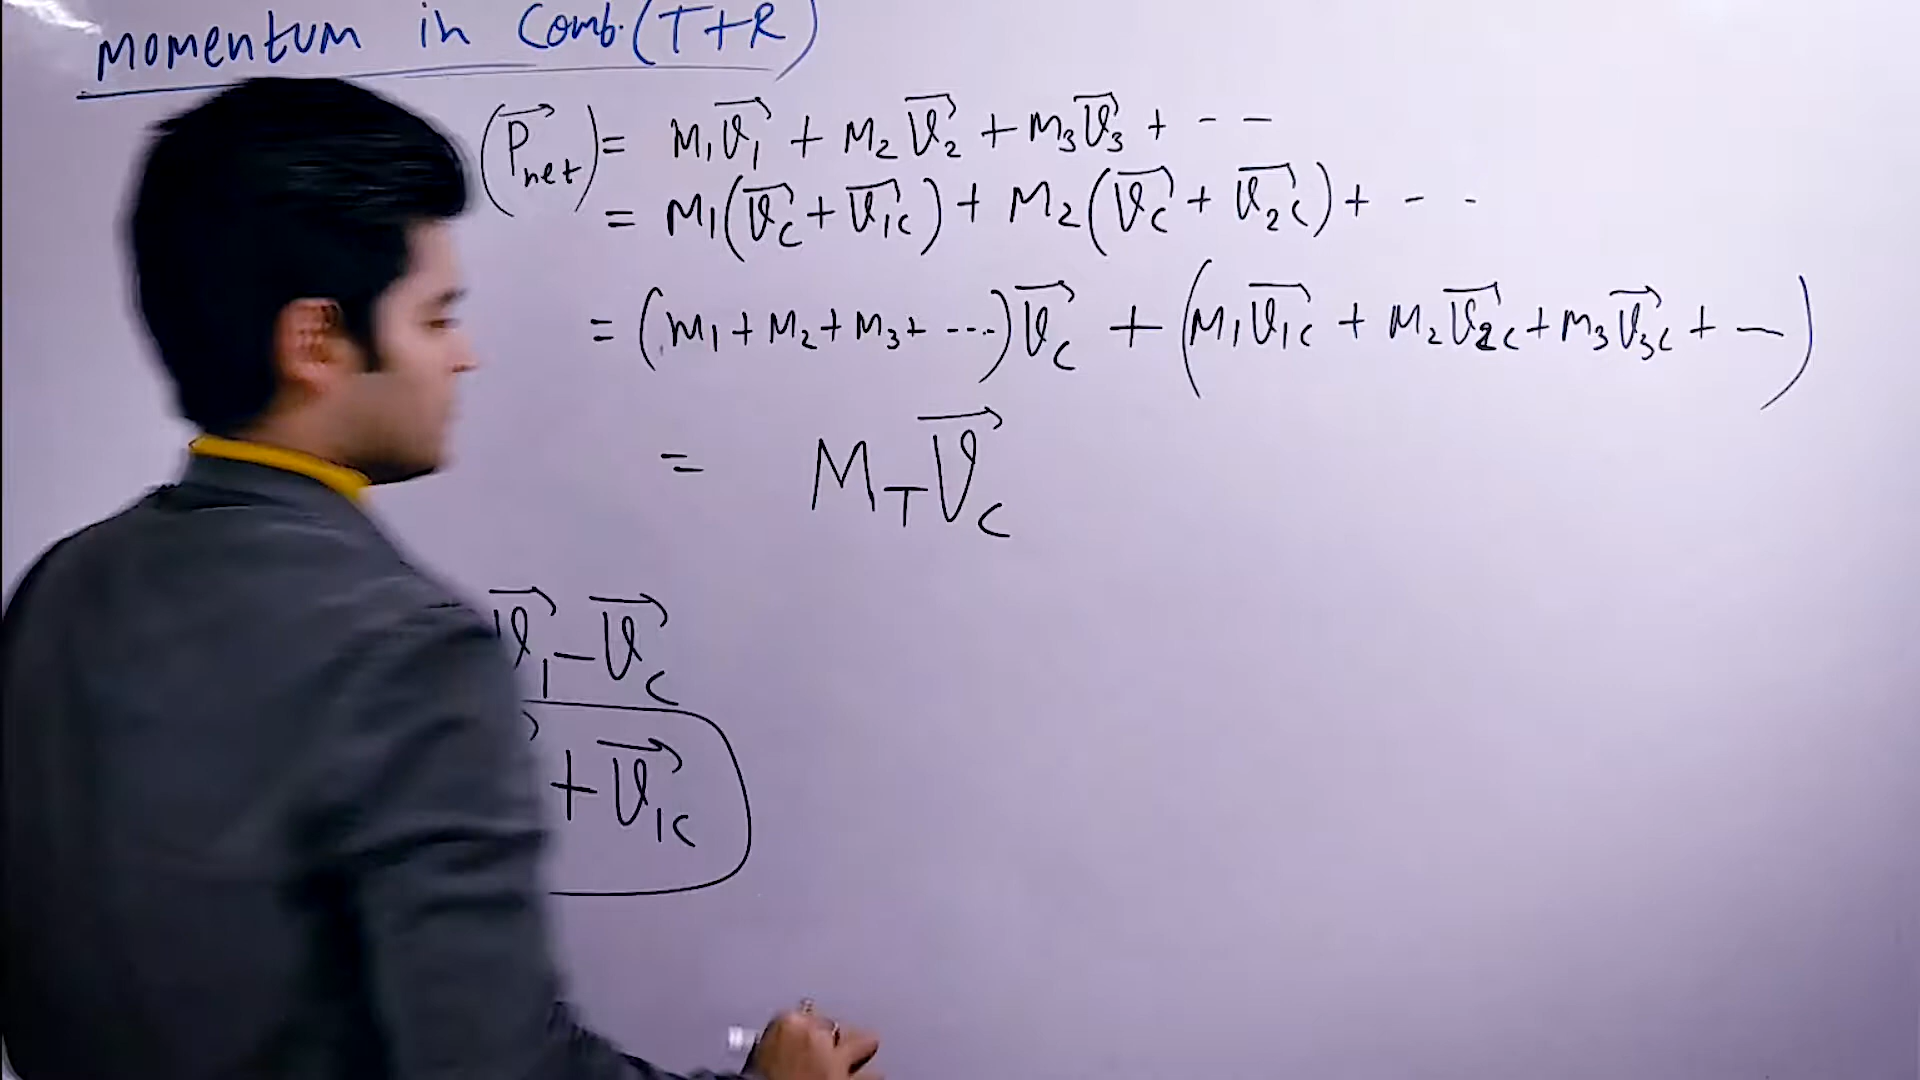 Momentum in Comb.(T+R)
(P⃗net) = M₁v⃗₁ + M₂v⃗₂ + M₃v⃗₃ + - -
= M₁(v⃗c + v⃗₁c) + M₂(v⃗c + v⃗₂c) + - -
= (m₁ + M₂ + M₃ + ----)v⃗c + (M₁v⃗₁c + M₂v⃗₂c + M₃v⃗₃c + —)
= M_T v⃗c
v⃗₁ - v⃗c
+ v⃗₁c